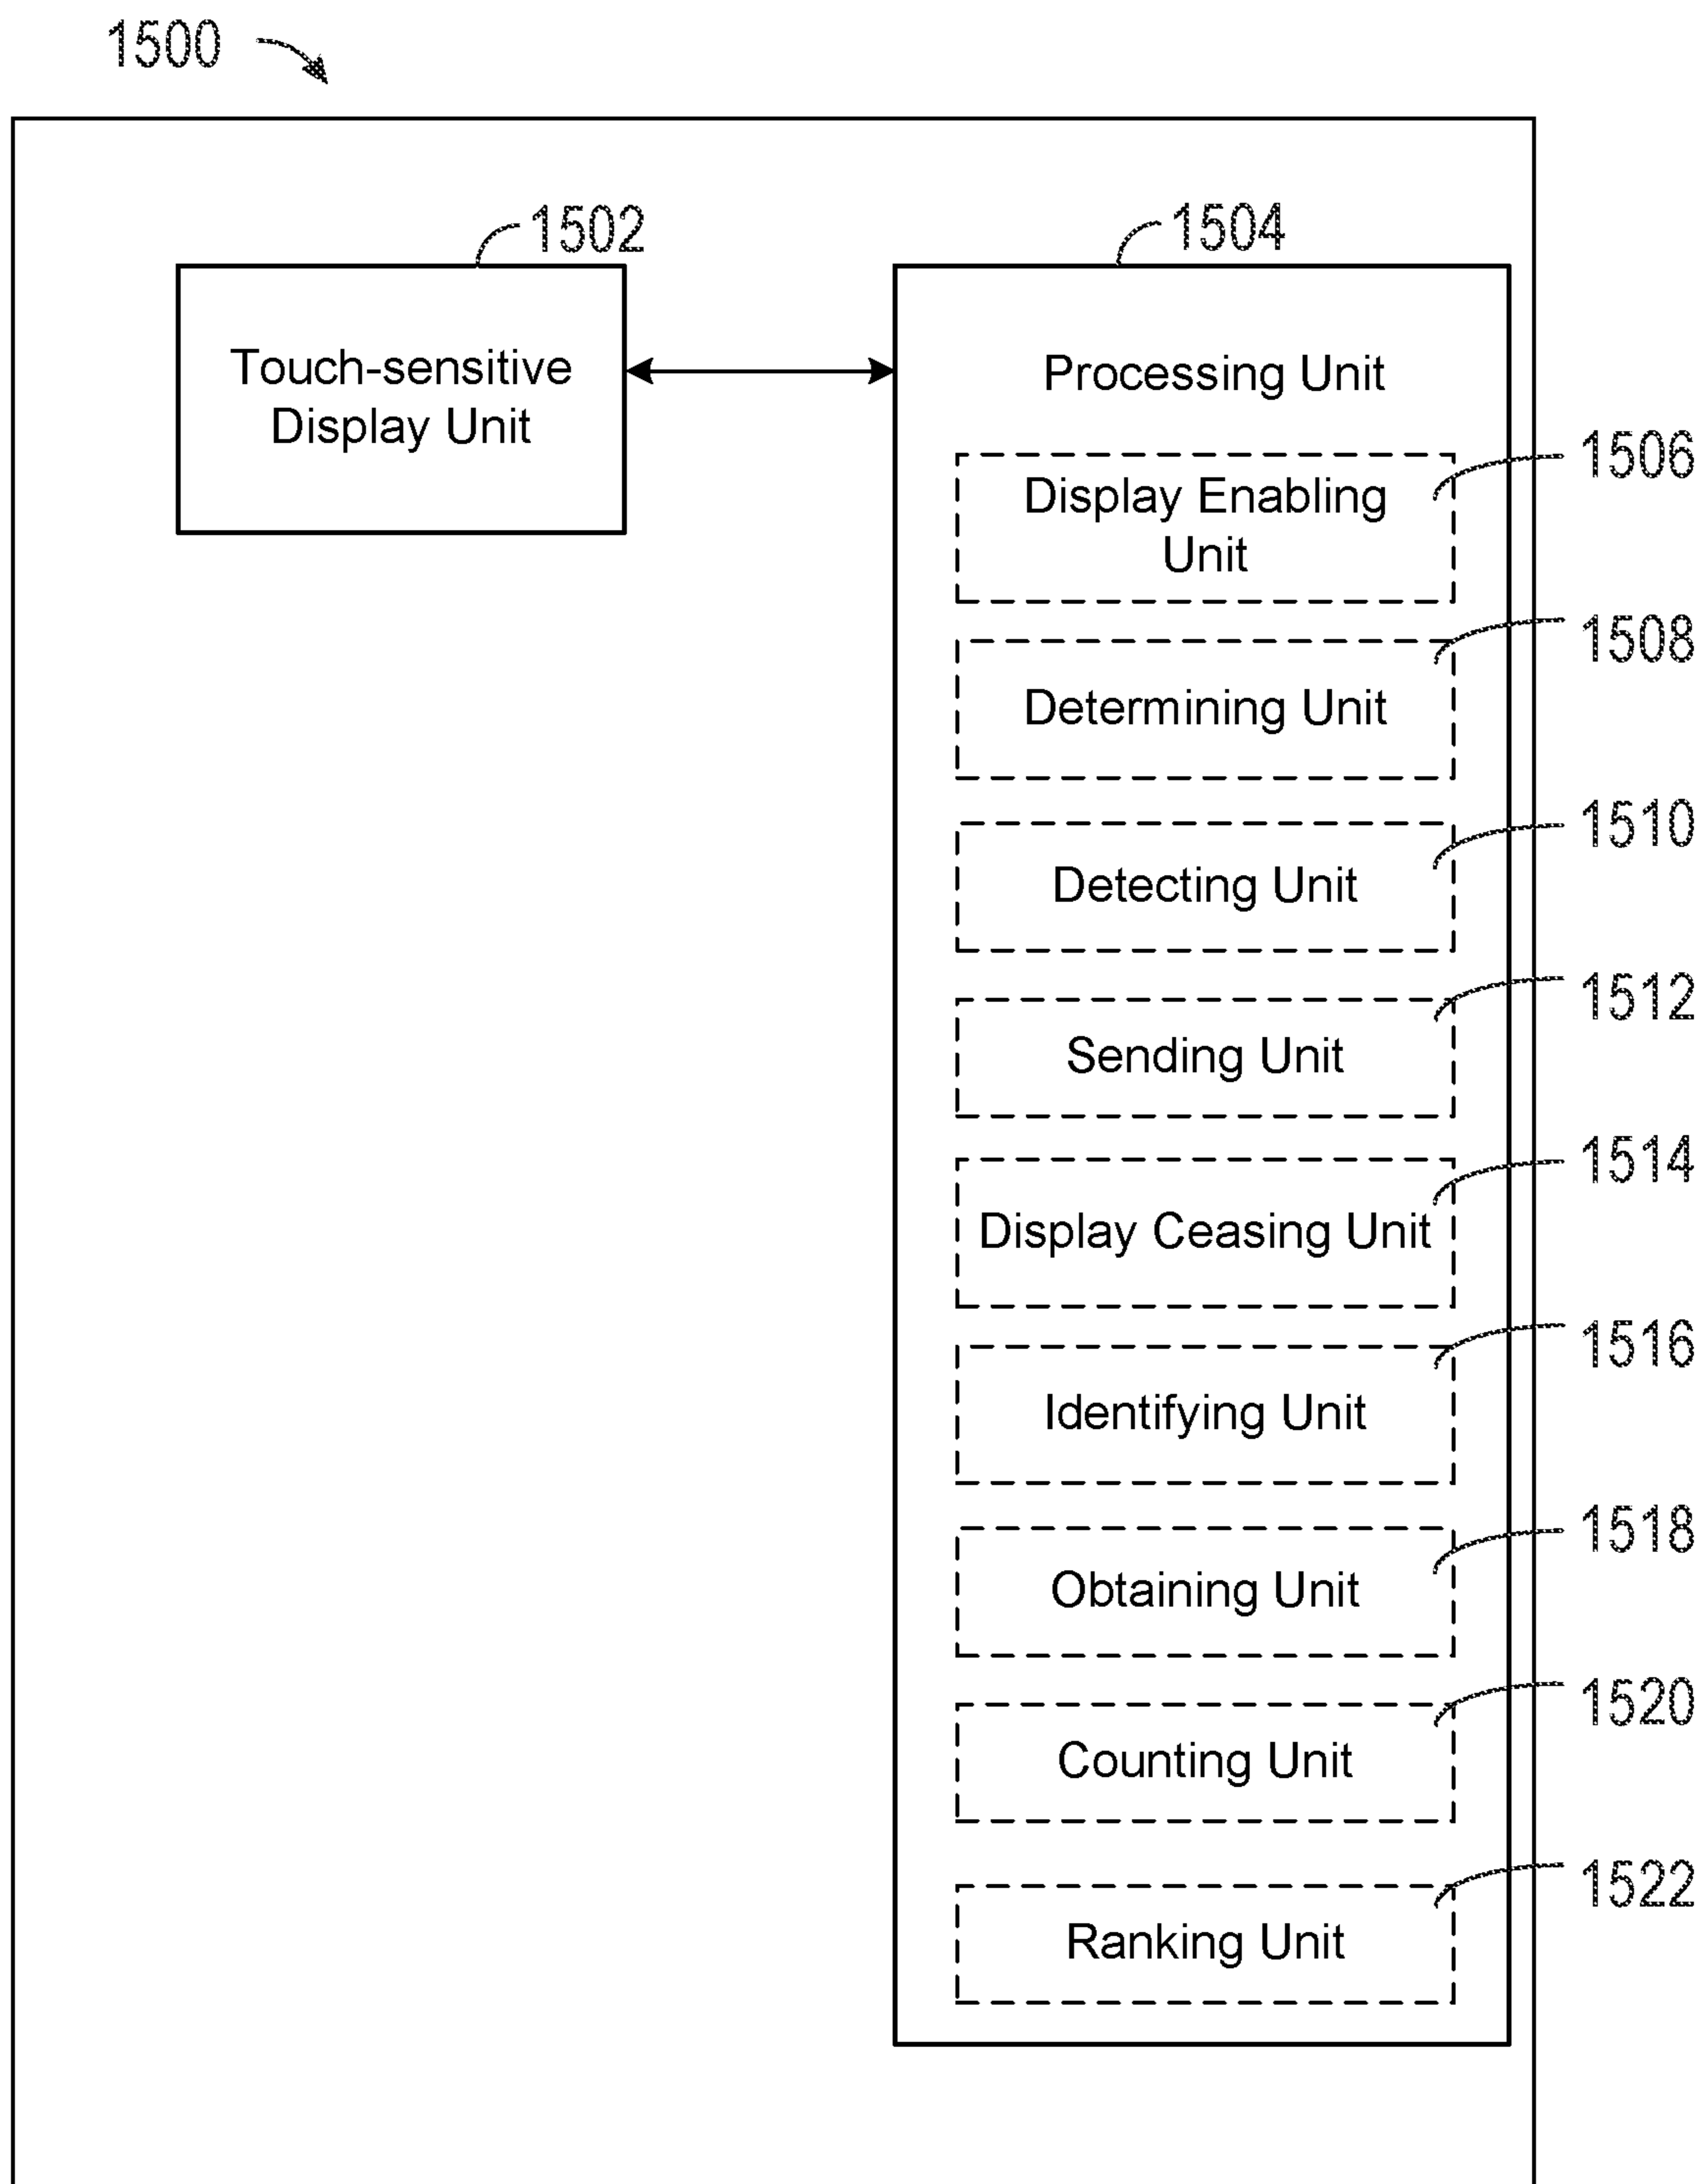 1500
1502
1504
Touch-sensitive
Display Unit
Processing Unit
1506
Display Enabling
Unit
1508
Determining Unit
1510
Detecting Unit
1512
Sending Unit
1514
Display Ceasing Unit
1516
Identifying Unit
1518
Obtaining Unit
1520
Counting Unit
1522
Ranking Unit